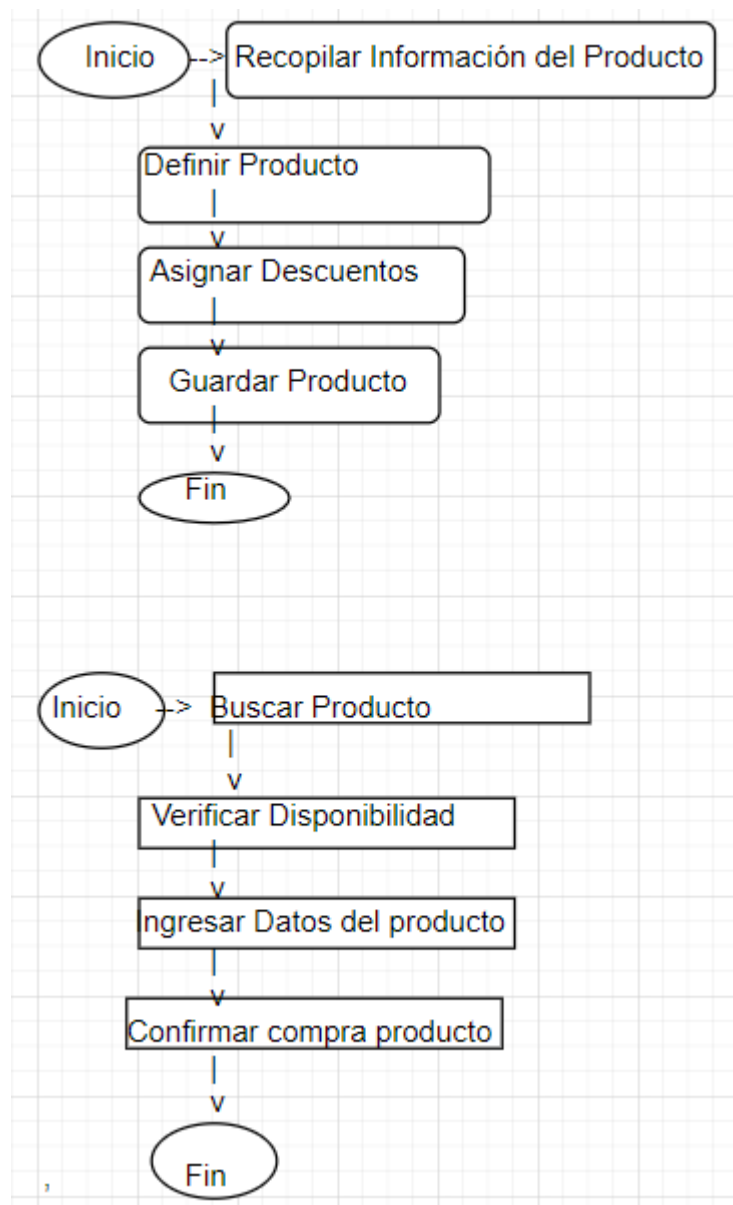 Inicio --> Recopilar Información del Producto
|
v
Definir Producto
|
v
Asignar Descuentos
|
v
Guardar Producto
|
v
Fin
Inicio --> Buscar Producto
|
v
Verificar Disponibilidad
|
v
Ingresar Datos del producto
|
v
Confirmar compra producto
|
v
Fin
,